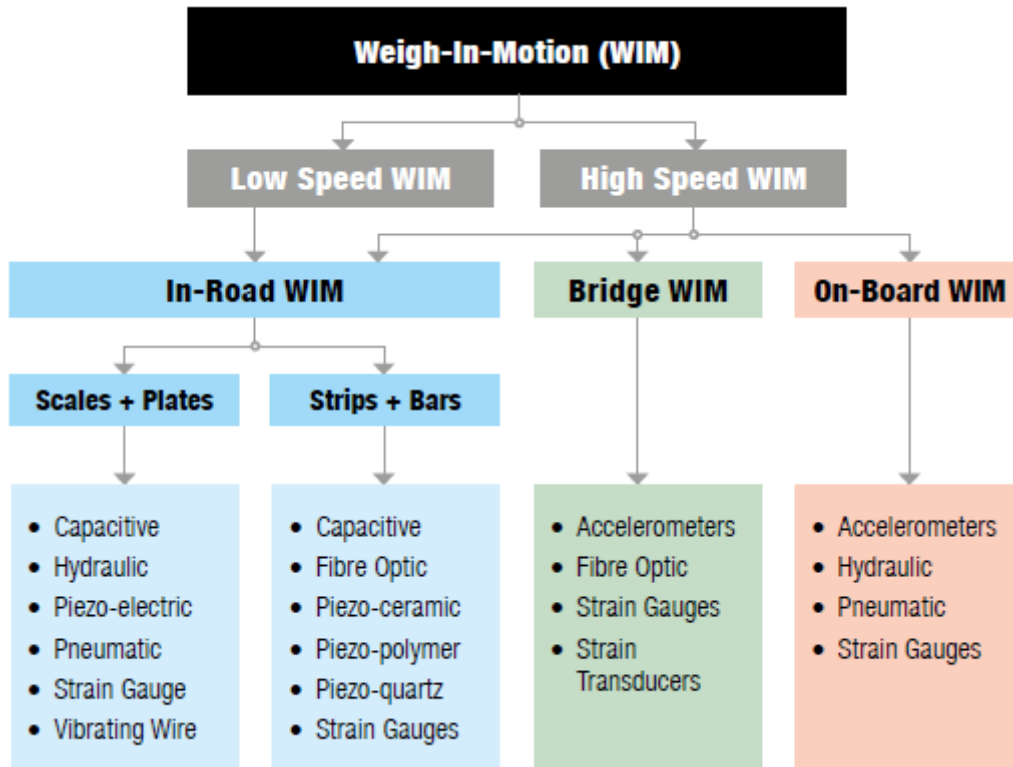 Weigh-In-Motion (WIM)
Low Speed WIM
High Speed WIM
In-Road WIM
Bridge WIM
On-Board WIM
Scales + Plates
Strips + Bars
• Capacitive
• Hydraulic
• Piezo-electric
• Pneumatic
• Strain Gauge
• Vibrating Wire
• Capacitive
• Fibre Optic
• Piezo-ceramic
• Piezo-polymer
• Piezo-quartz
• Strain Gauges
• Accelerometers
• Fibre Optic
• Strain Gauges
• Strain
Transducers
• Accelerometers
• Hydraulic
• Pneumatic
• Strain Gauges